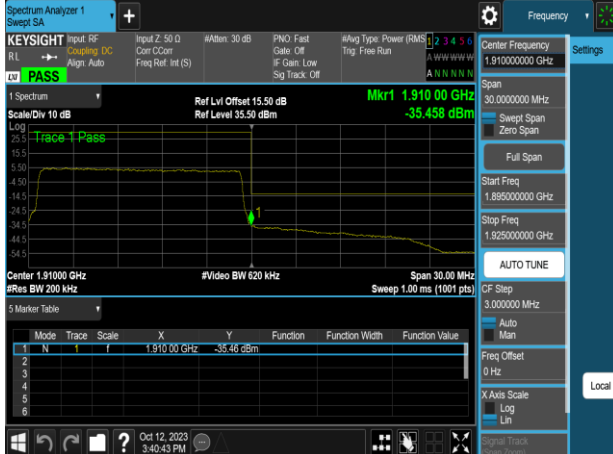 Spectrum Analyzer 1
Swept SA
+
Frequency
KEYSIGHT
RL
LXI
PASS
Input: RF
Coupling: DC
Align: Auto
Input Z: 50 Ω
Corr CCorr
Freq Ref: Int (S)
#Atten: 30 dB
PNO: Fast
Gate: Off
IF Gain: Low
Sig Track: Off
#Avg Type: Power (RMS)
Trig: Free Run
1 2 3 4 5 6
A W W W W W
A N N N N N
1 Spectrum
Scale/Div 10 dB
Log
Ref Lvl Offset 15.50 dB
Ref Level 35.50 dBm
Mkr1 1.910 00 GHz
-35.458 dBm
Trace 1 Pass
25.5
15.5
5.50
-4.50
-14.5
-24.5
-34.5
-44.5
-54.5
1
Center 1.91000 GHz
#Res BW 200 kHz
#Video BW 620 kHz
Span 30.00 MHz
Sweep 1.00 ms (1001 pts)
5 Marker Table
Mode Trace Scale X Y Function Function Width Function Value
1 N 1 f 1.910 00 GHz -35.46 dBm
2
3
4
5
6
Oct 12, 2023
3:40:43 PM
Center Frequency
1.910000000 GHz
Span
30.0000000 MHz
Swept Span
Zero Span
Full Span
Start Freq
1.895000000 GHz
Stop Freq
1.925000000 GHz
AUTO TUNE
CF Step
3.000000 MHz
Auto
Man
Freq Offset
0 Hz
X Axis Scale
Log
Lin
Signal Track
(Span Zoom)
Settings
Local